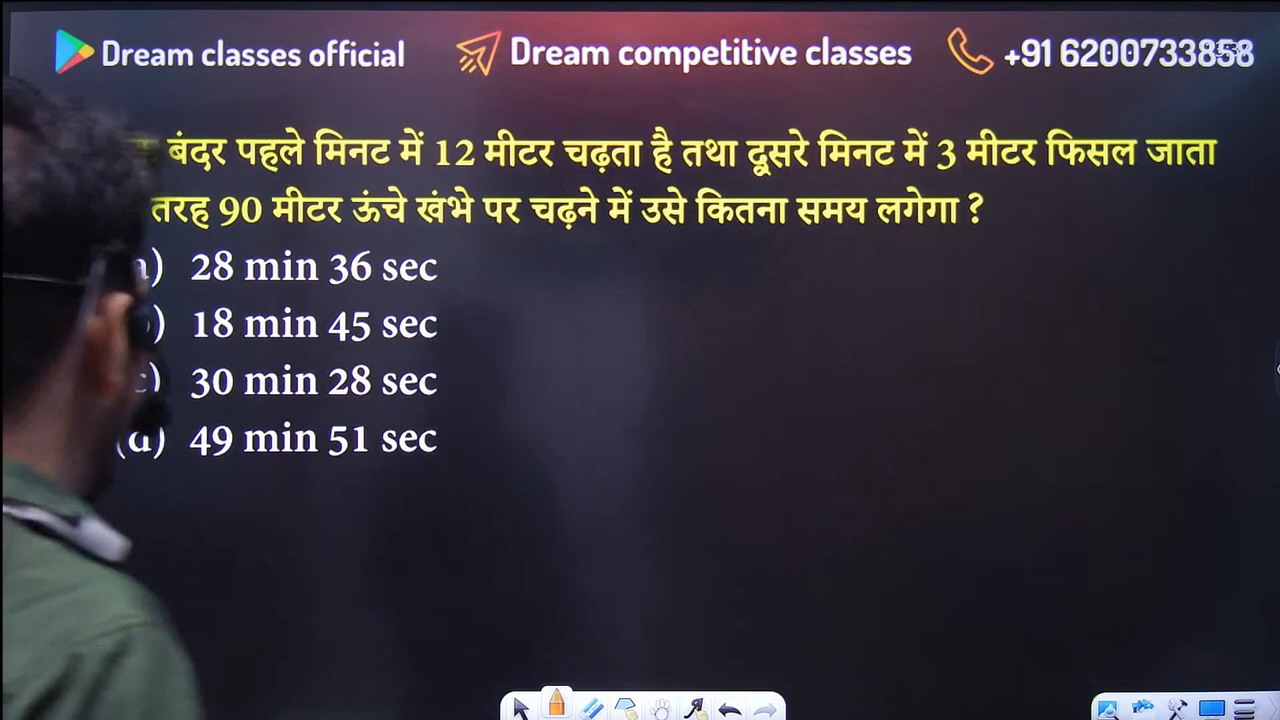 Dream classes official
Dream competitive classes
+91 6200733858
बंदर पहले मिनट में 12 मीटर चढ़ता है तथा दूसरे मिनट में 3 मीटर फिसल जाता
तरह 90 मीटर ऊंचे खंभे पर चढ़ने में उसे कितना समय लगेगा ?
a) 28 min 36 sec
) 18 min 45 sec
c) 30 min 28 sec
(d) 49 min 51 sec